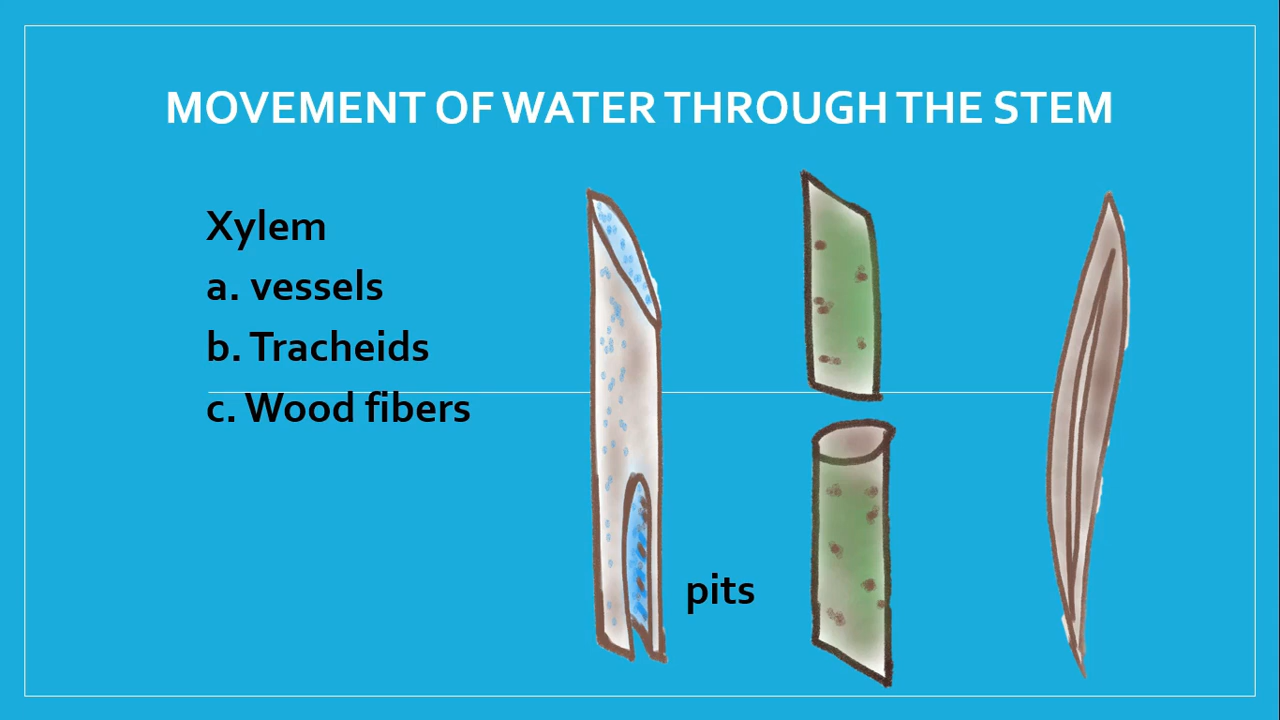 MOVEMENT OF WATER THROUGH THE STEM
Xylem
a. vessels
b. Tracheids
c. Wood fibers
pits